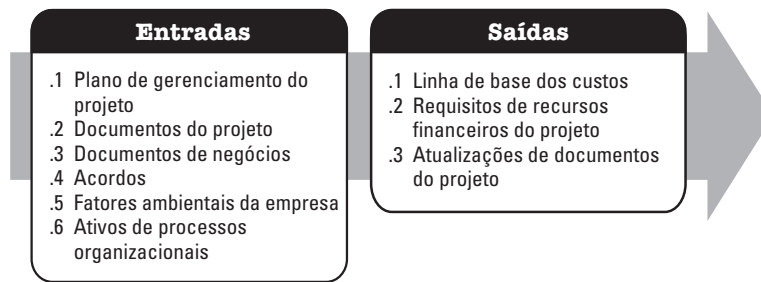 Entradas
.1 Plano de gerenciamento do
projeto
.2 Documentos do projeto
.3 Documentos de negócios
.4 Acordos
.5 Fatores ambientais da empresa
.6 Ativos de processos
organizacionais
Saídas
.1 Linha de base dos custos
.2 Requisitos de recursos
financeiros do projeto
.3 Atualizações de documentos
do projeto